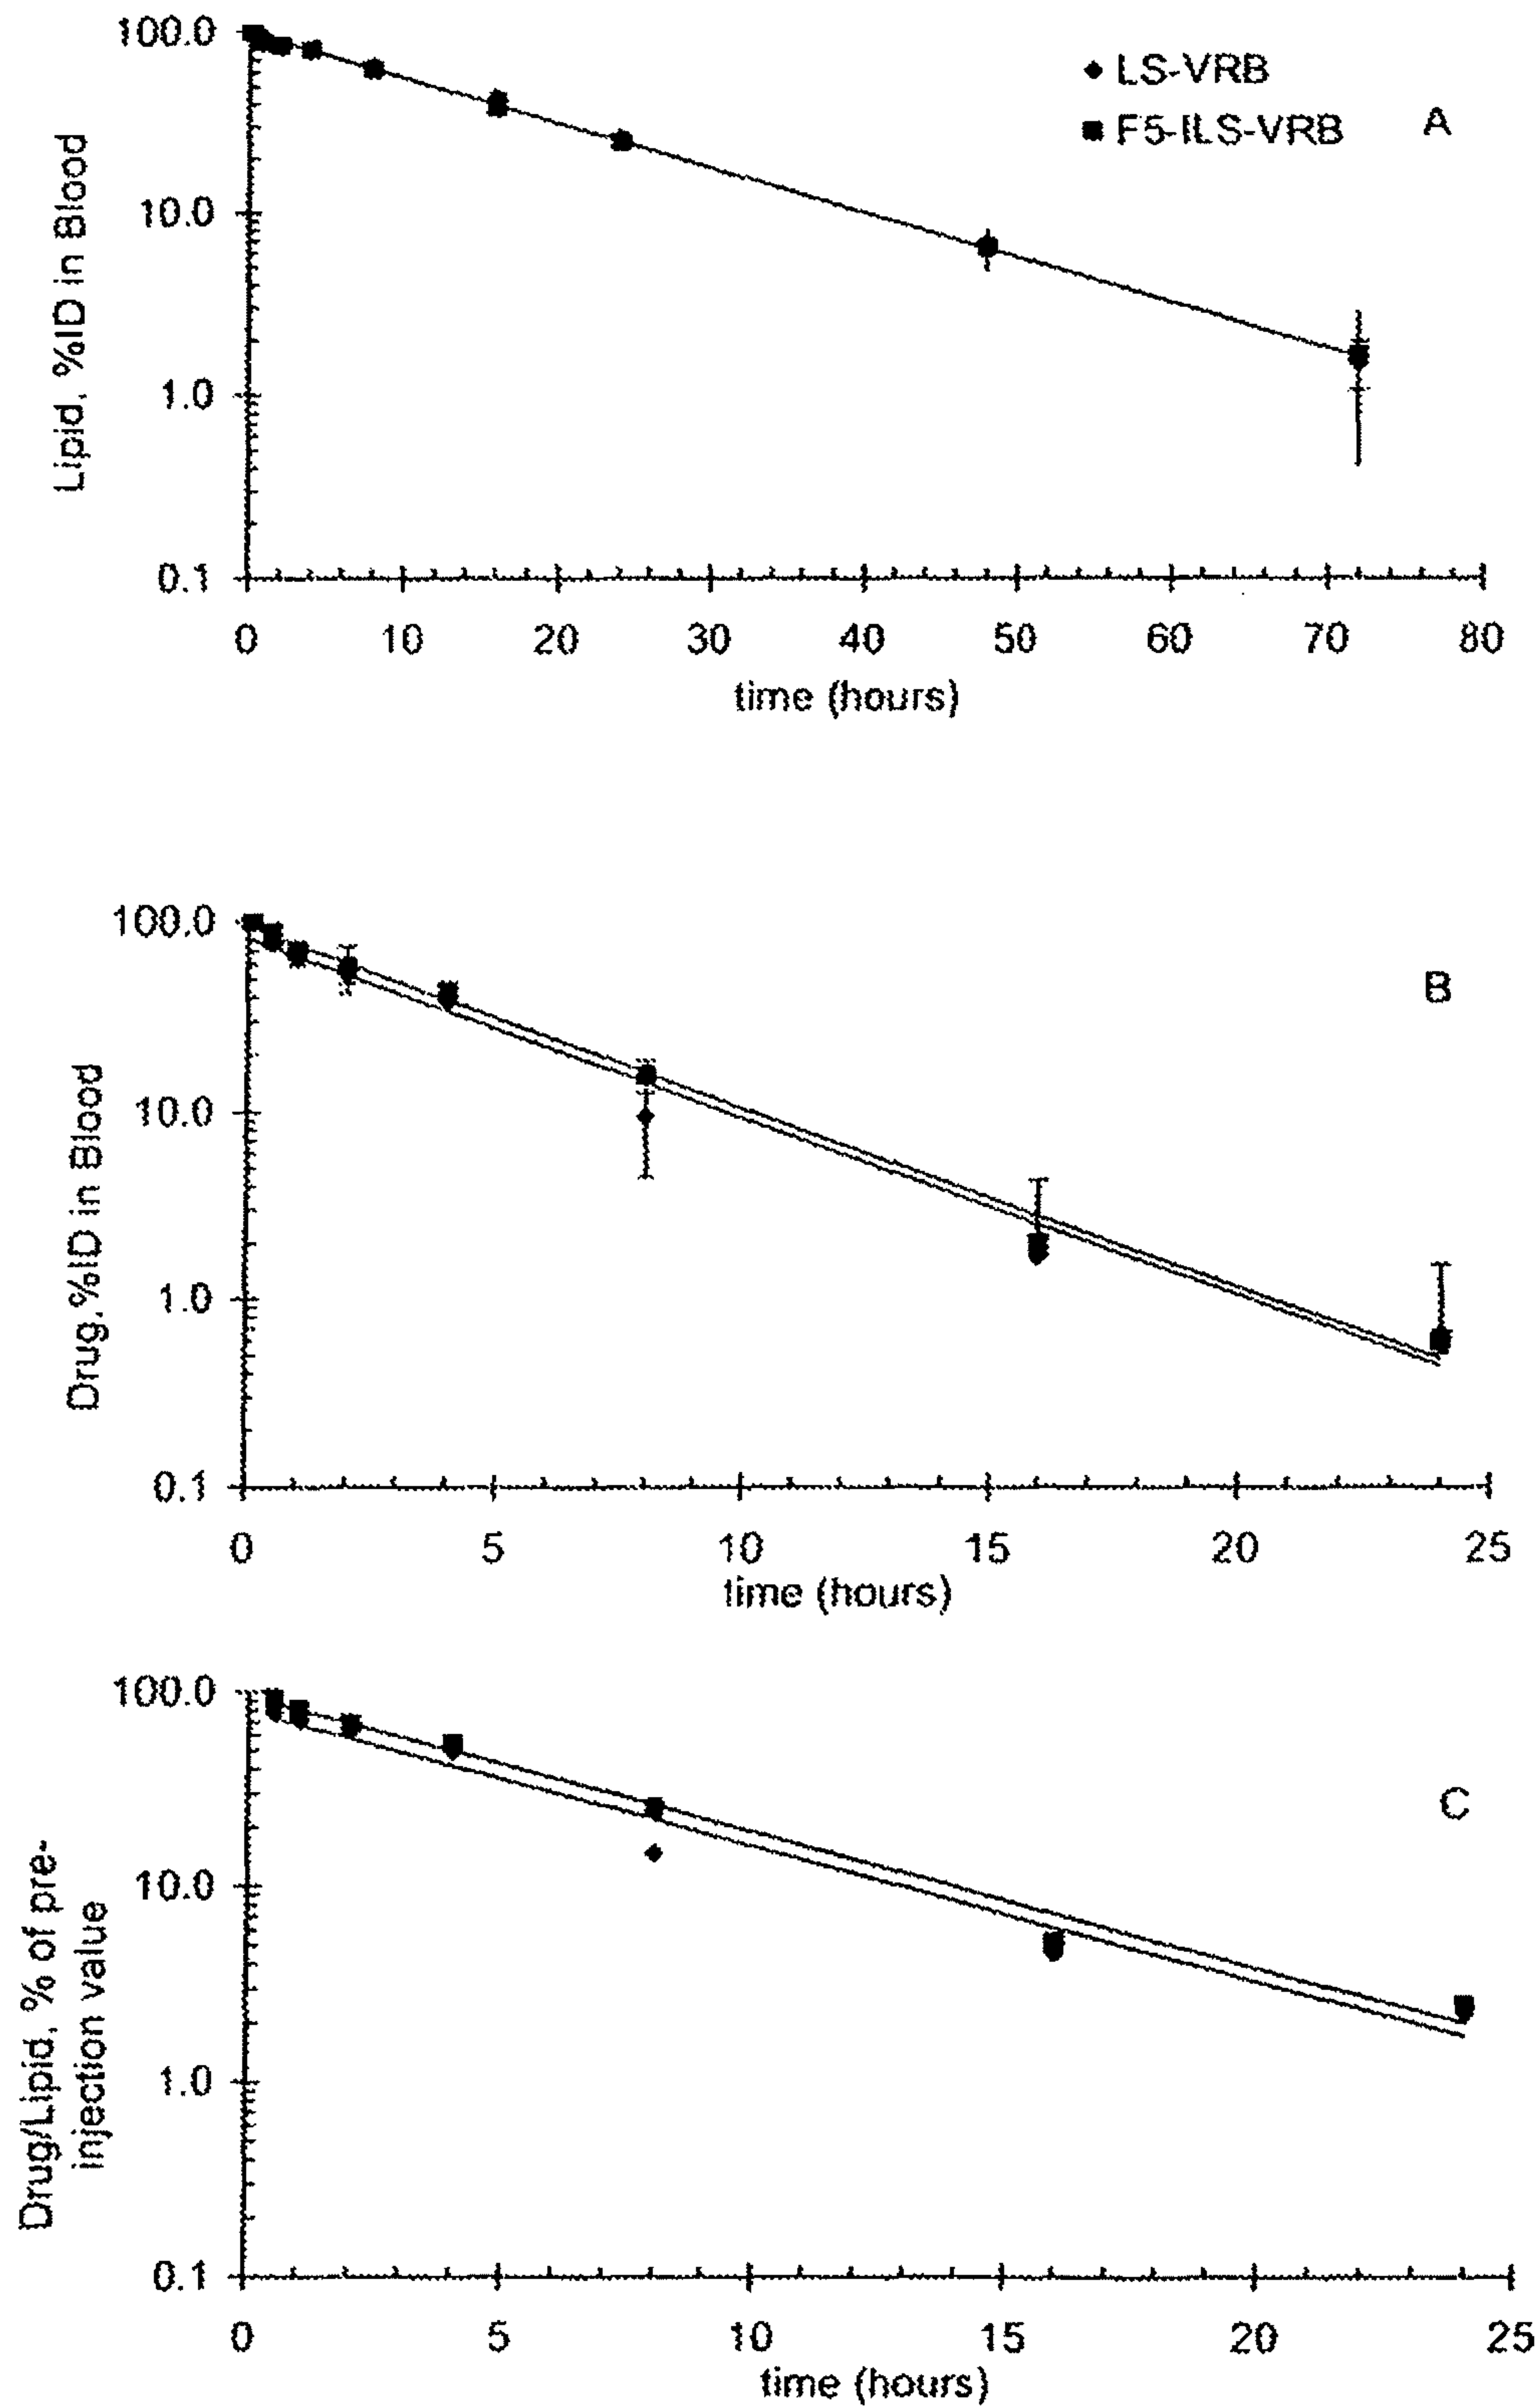 100.0
LS-VRB
F5-ILS-VRB
A
Lipid, %ID in Blood
10.0
1.0
0.1
0 10 20 30 40 50 60 70 80
time (hours)
100.0
B
Drug,%ID in Blood
10.0
1.0
0.1
0 5 10 15 20 25
time (hours)
100.0
C
Drug/Lipid, % of pre-
injection value
10.0
1.0
0.1
0 5 10 15 20 25
time (hours)